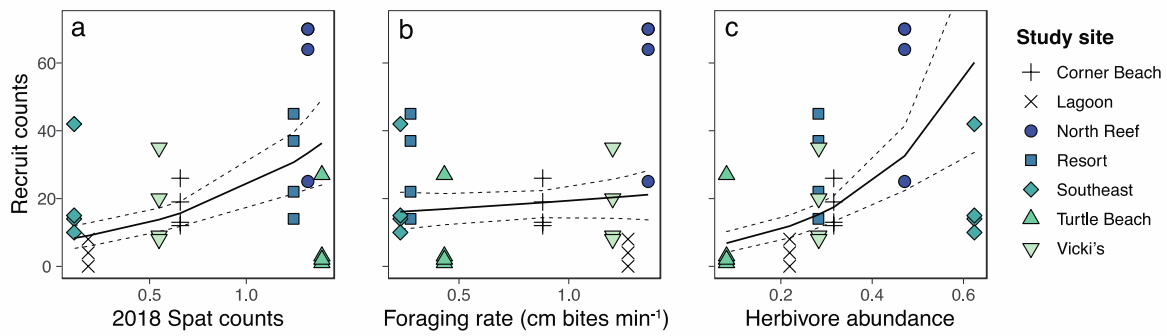 a
b
c
Recruit counts
60
40
20
0
0.5 1.0
0.5 1.0
0.2 0.4 0.6
2018 Spat counts
Foraging rate (cm bites min⁻¹)
Herbivore abundance
Study site
Corner Beach
Lagoon
North Reef
Resort
Southeast
Turtle Beach
Vicki's